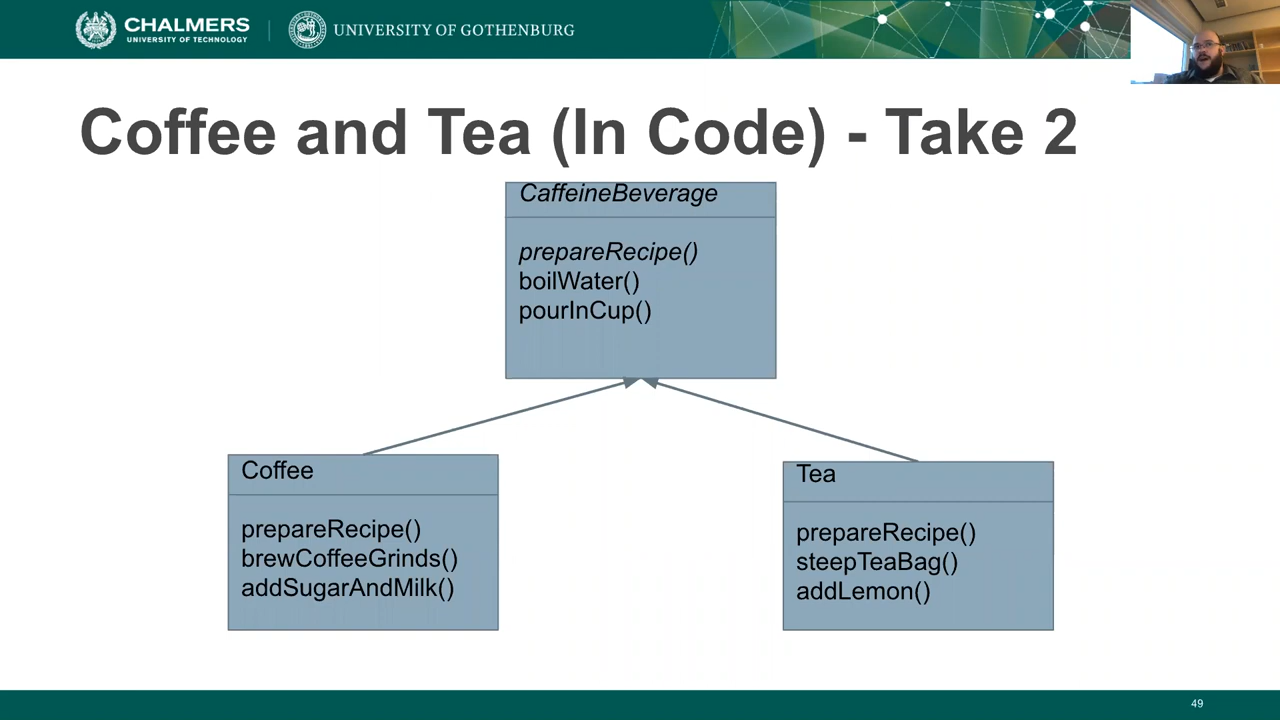 CHALMERS
UNIVERSITY OF TECHNOLOGY
UNIVERSITY OF GOTHENBURG
Coffee and Tea (In Code) - Take 2
CaffeineBeverage
prepareRecipe()
boilWater()
pourInCup()
Coffee
prepareRecipe()
brewCoffeeGrinds()
addSugarAndMilk()
Tea
prepareRecipe()
steepTeaBag()
addLemon()
49